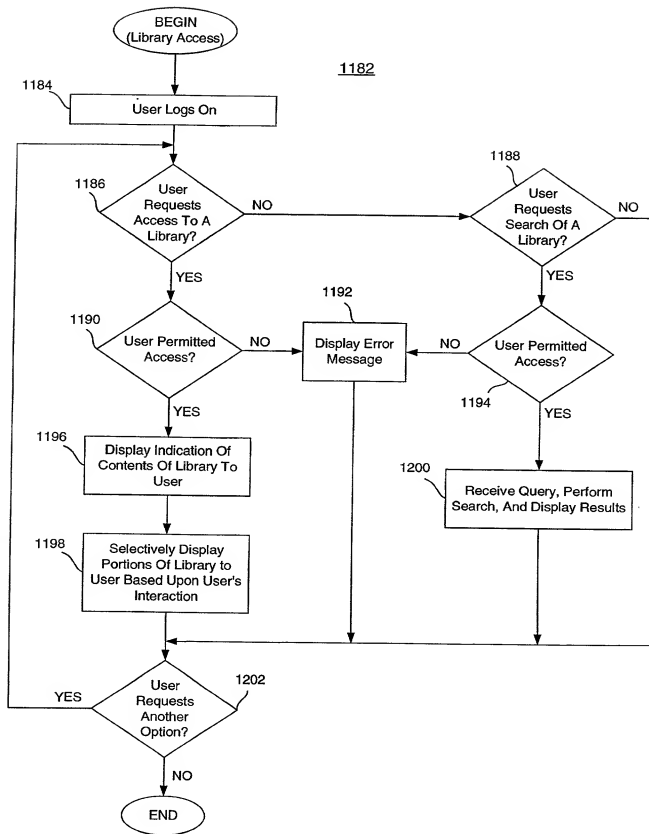 BEGIN
(Library Access)
1182
1184
User Logs On
1186
User
Requests
Access To A
Library?
NO
YES
1188
User
Requests
Search Of A
Library?
NO
YES
1190
User Permitted
Access?
NO
YES
1192
Display Error
Message
NO
User Permitted
Access?
1194
YES
1196
Display Indication Of
Contents Of Library To
User
1200
Receive Query, Perform
Search, And Display Results
1198
Selectively Display
Portions Of Library to
User Based Upon User's
Interaction
YES
User
Requests
Another
Option?
1202
NO
END